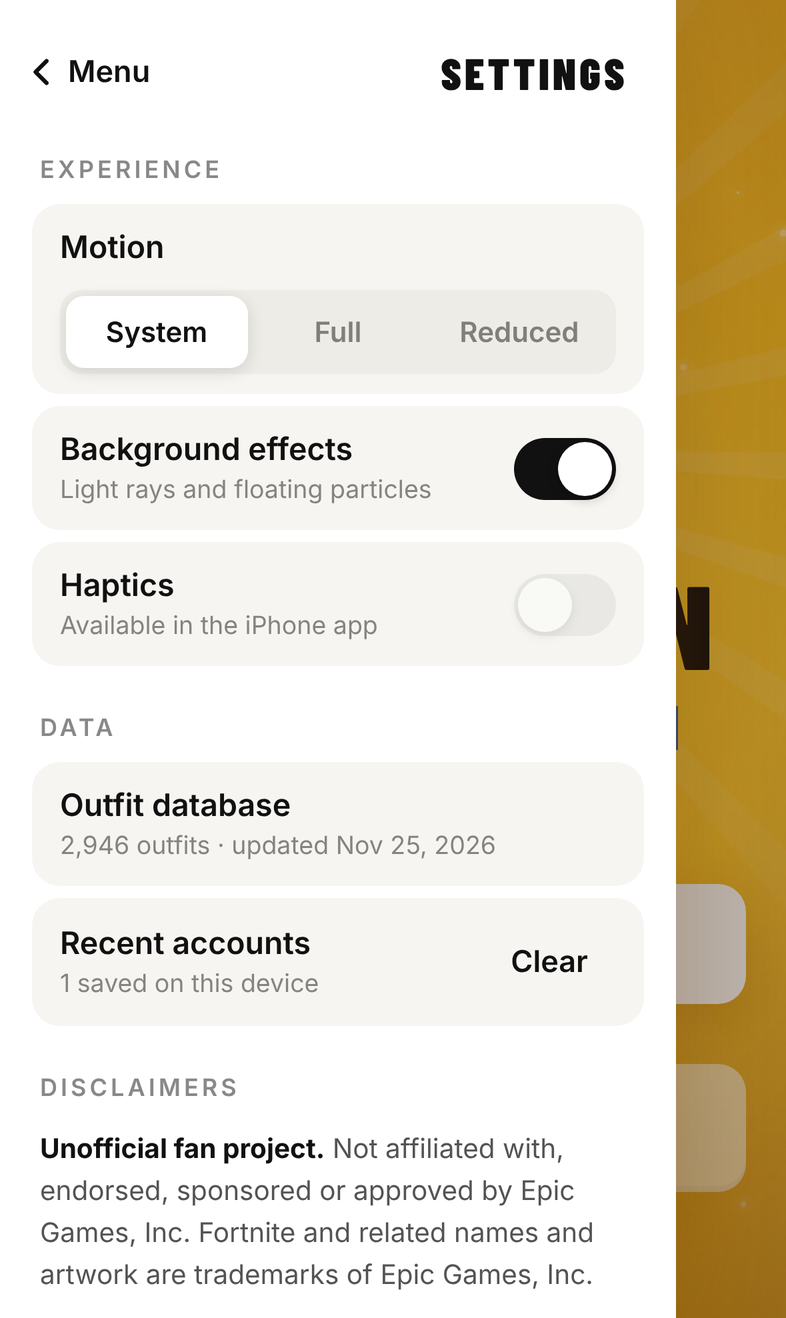 Menu
SETTINGS
EXPERIENCE
Motion
System Full Reduced
Background effects
Light rays and floating particles
Haptics
Available in the iPhone app
DATA
Outfit database
2,946 outfits · updated Nov 25, 2026
Recent accounts
1 saved on this device
Clear
DISCLAIMERS
Unofficial fan project. Not affiliated with,
endorsed, sponsored or approved by Epic
Games, Inc. Fortnite and related names and
artwork are trademarks of Epic Games, Inc.
N